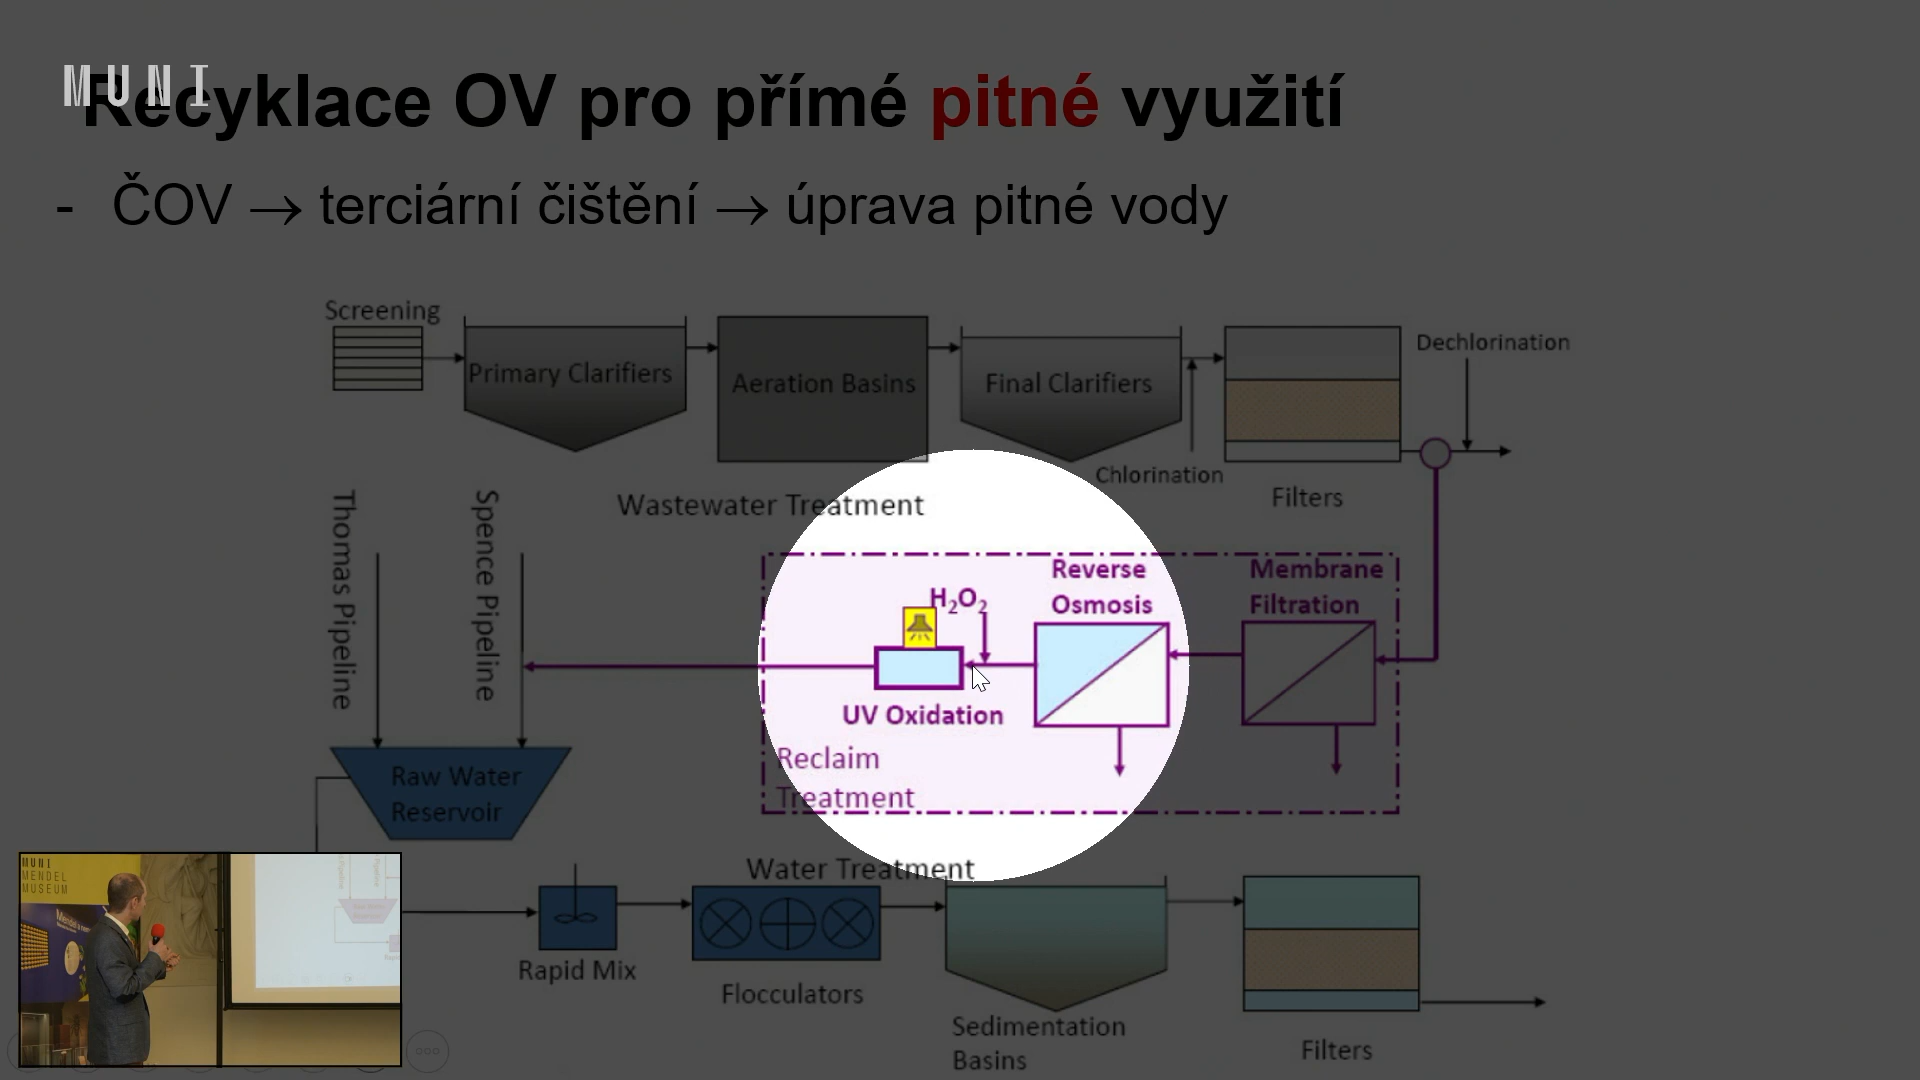 MUNI
Recyklace OV pro přímé pitné využití
- ČOV → terciární čištění → úprava pitné vody
Screening
Primary Clarifiers
Aeration Basins
Final Clarifiers
Dechlorination
Chlorination
Filters
Wastewater Treatment
Thomas Pipeline
Spence Pipeline
Reverse
Osmosis
Membrane
Filtration
H₂O₂
UV Oxidation
Reclaim
Treatment
Raw Water
Reservoir
Water Treatment
Rapid Mix
Flocculators
Sedimentation
Basins
Filters
MUNI
MENDEL
MUSEUM